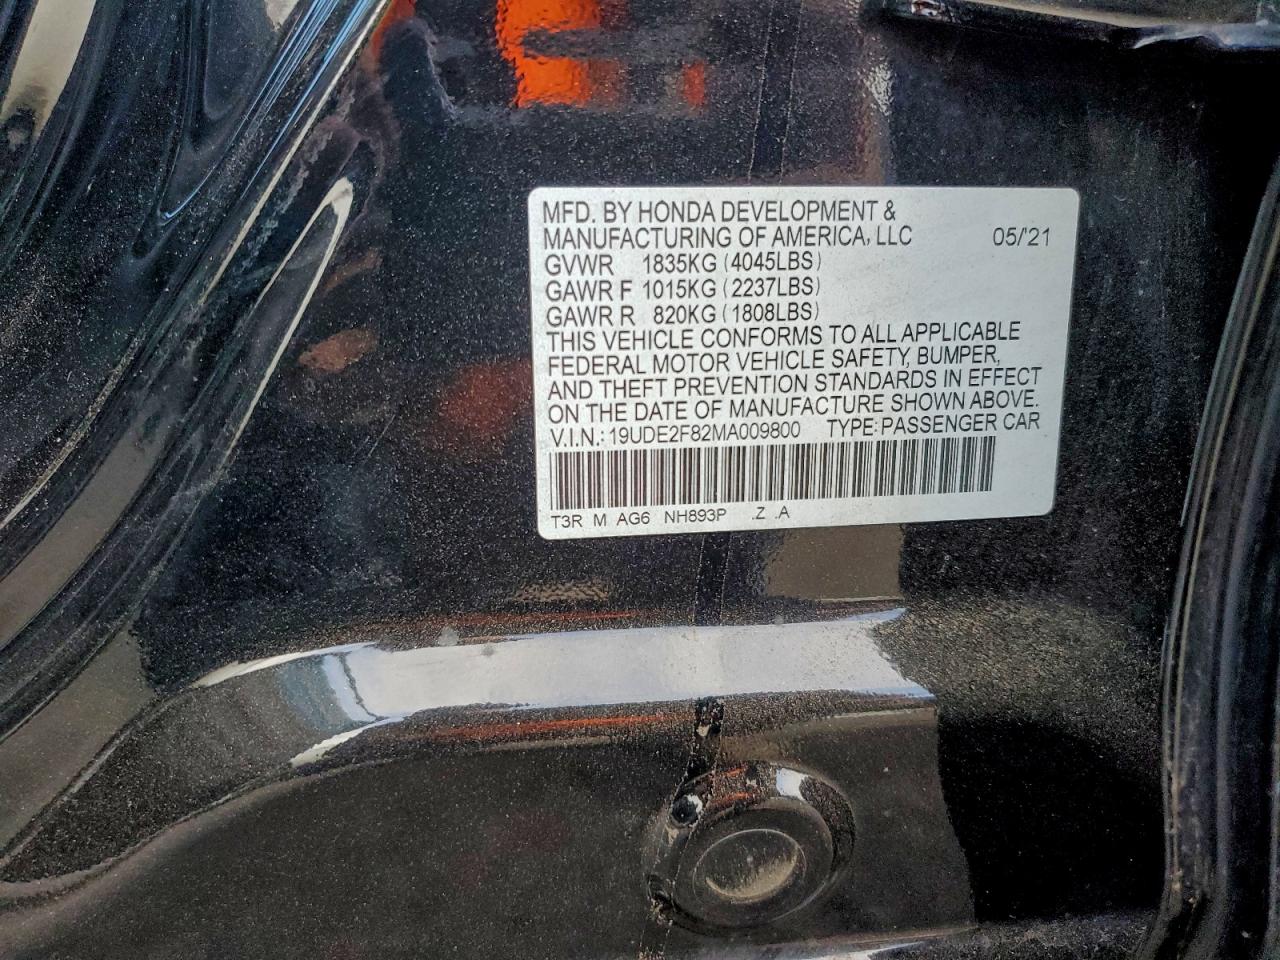 MFD. BY HONDA DEVELOPMENT &
MANUFACTURING OF AMERICA, LLC 05/'21
GVWR 1835KG (4045LBS)
GAWR F 1015KG (2237LBS)
GAWR R 820KG (1808LBS)
THIS VEHICLE CONFORMS TO ALL APPLICABLE
FEDERAL MOTOR VEHICLE SAFETY, BUMPER,
AND THEFT PREVENTION STANDARDS IN EFFECT
ON THE DATE OF MANUFACTURE SHOWN ABOVE.
V.I.N.: 19UDE2F82MA009800 TYPE: PASSENGER CAR
T3R M AG6 NH893P .Z .A